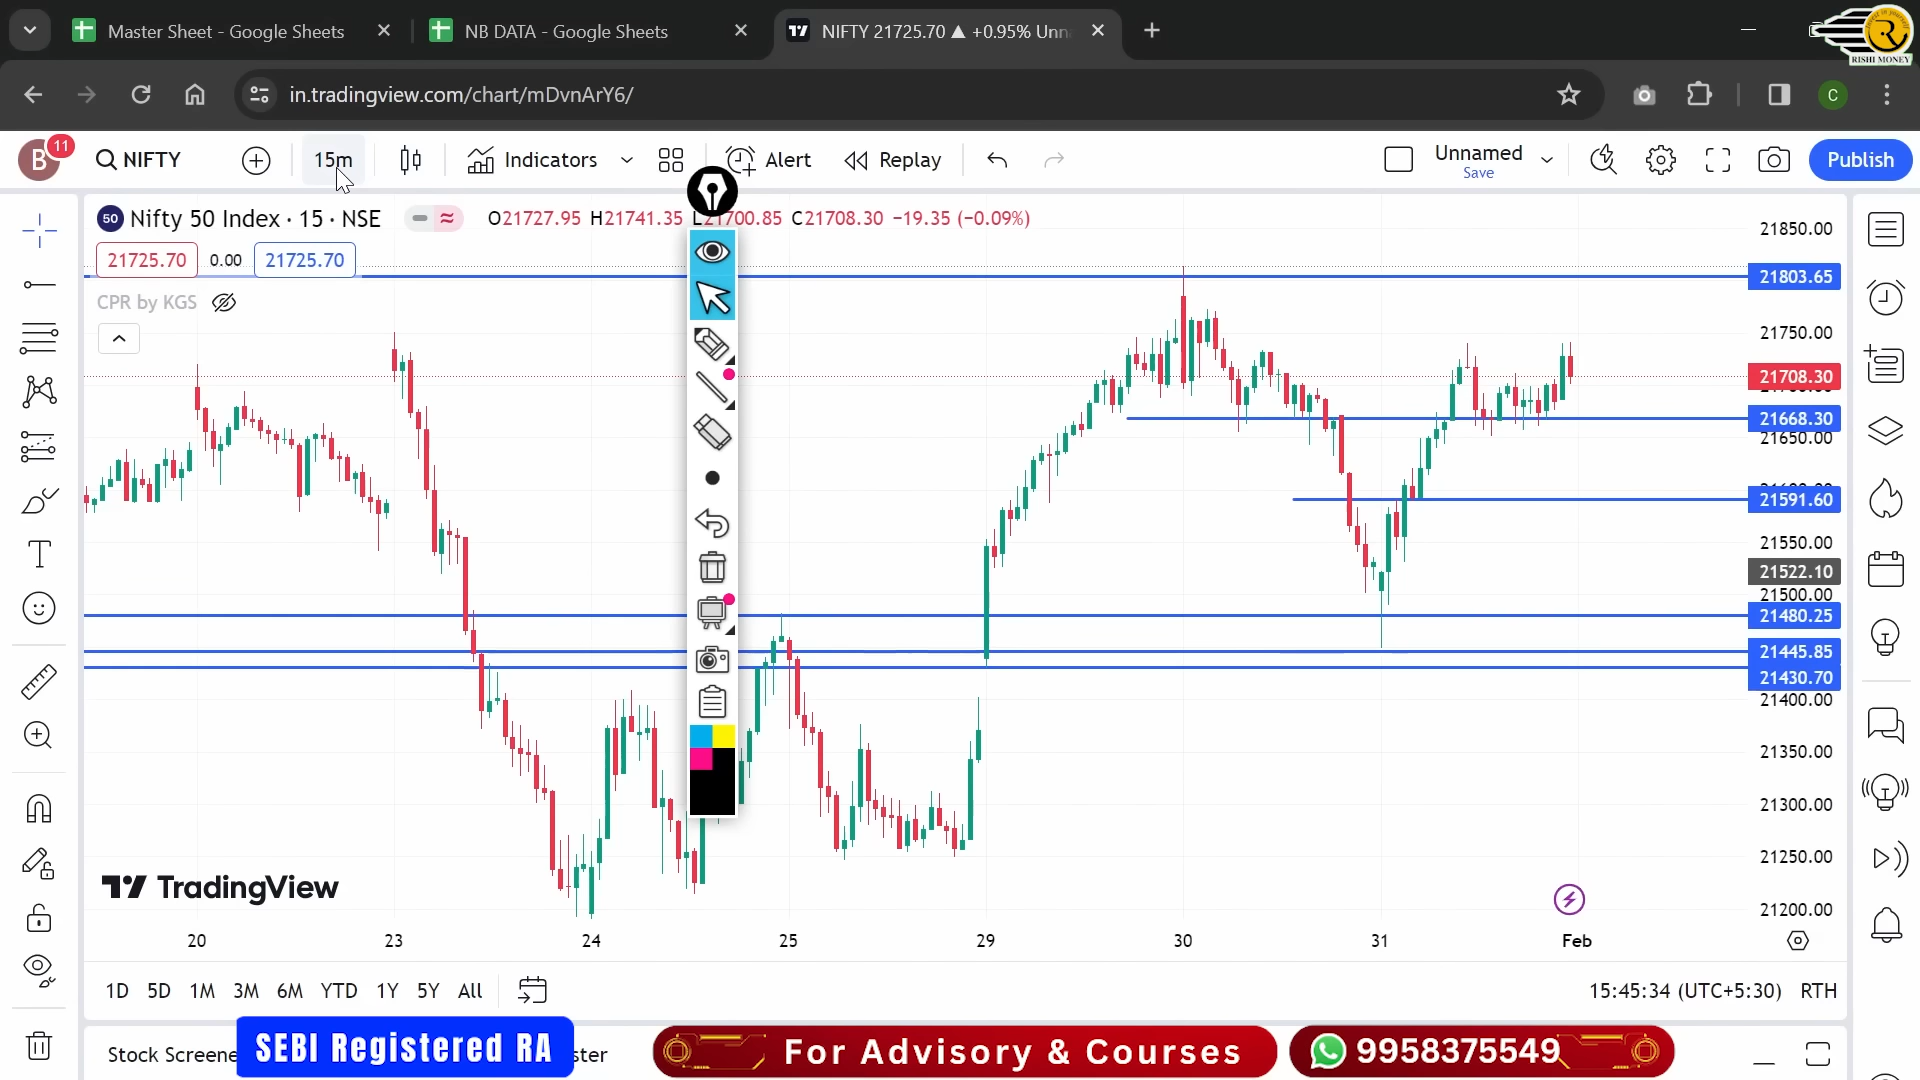 Master Sheet - Google Sheets
NB DATA - Google Sheets
NIFTY 21725.70 ▲ +0.95% Unn
RISHI MONEY
in.tradingview.com/chart/mDvnArY6/
C
B
11
NIFTY
15m
Indicators
Alert
Replay
Unnamed
Save
Publish
50
Nifty 50 Index · 15 · NSE
O21727.95 H21741.35 L21700.85 C21708.30 −19.35 (−0.09%)
21725.70
0.00
21725.70
CPR by KGS
21850.00
21803.65
21750.00
21708.30
21668.30
21650.00
21591.60
21550.00
21522.10
21500.00
21480.25
21445.85
21430.70
21400.00
21350.00
21300.00
21250.00
21200.00
TradingView
20 23 24 25 29 30 31 Feb
1D 5D 1M 3M 6M YTD 1Y 5Y All
15:45:34 (UTC+5:30) RTH
Stock Screene
SEBI Registered RA
ster
For Advisory & Courses
9958375549